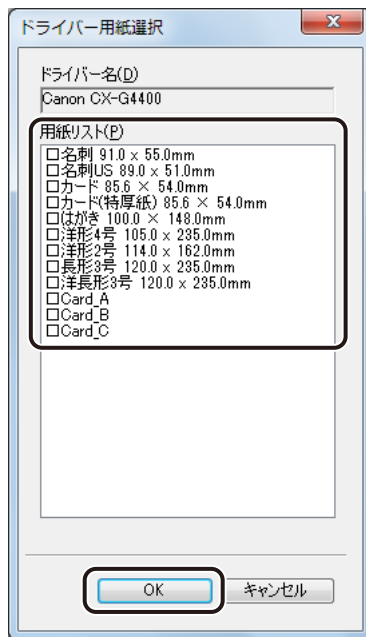 ドライバー用紙選択
ドライバー名(D)
Canon CX-G4400
用紙リスト(P)
名刺 91.0 x 55.0mm
名刺US 89.0 x 51.0mm
カード 85.6 × 54.0mm
カード(特厚紙) 85.6 × 54.0mm
はがき 100.0 × 148.0mm
洋形4号 105.0 x 235.0mm
洋形2号 114.0 x 162.0mm
長形3号 120.0 x 235.0mm
洋長形3号 120.0 x 235.0mm
Card_A
Card_B
Card_C
OK キャンセル